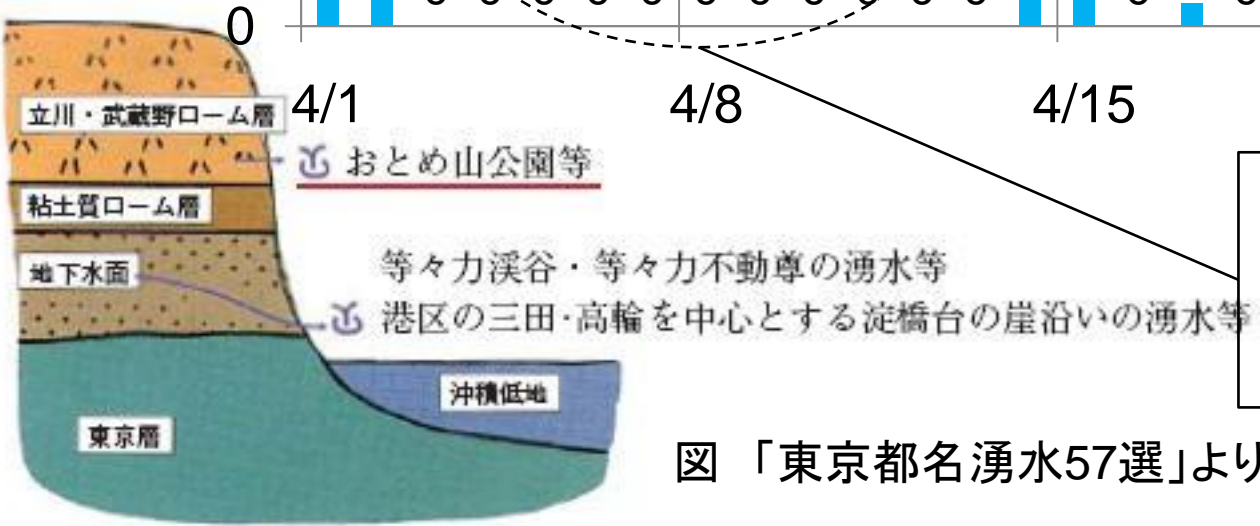 0
4/1
4/8
4/15
立川・武蔵野ローム層
おとめ山公園等
粘土質ローム層
地下水面
等々力渓谷・等々力不動尊の湧水等
港区の三田・高輪を中心とする淀橋台の崖沿いの湧水等
沖積低地
東京層
図 「東京都名湧水57選」より